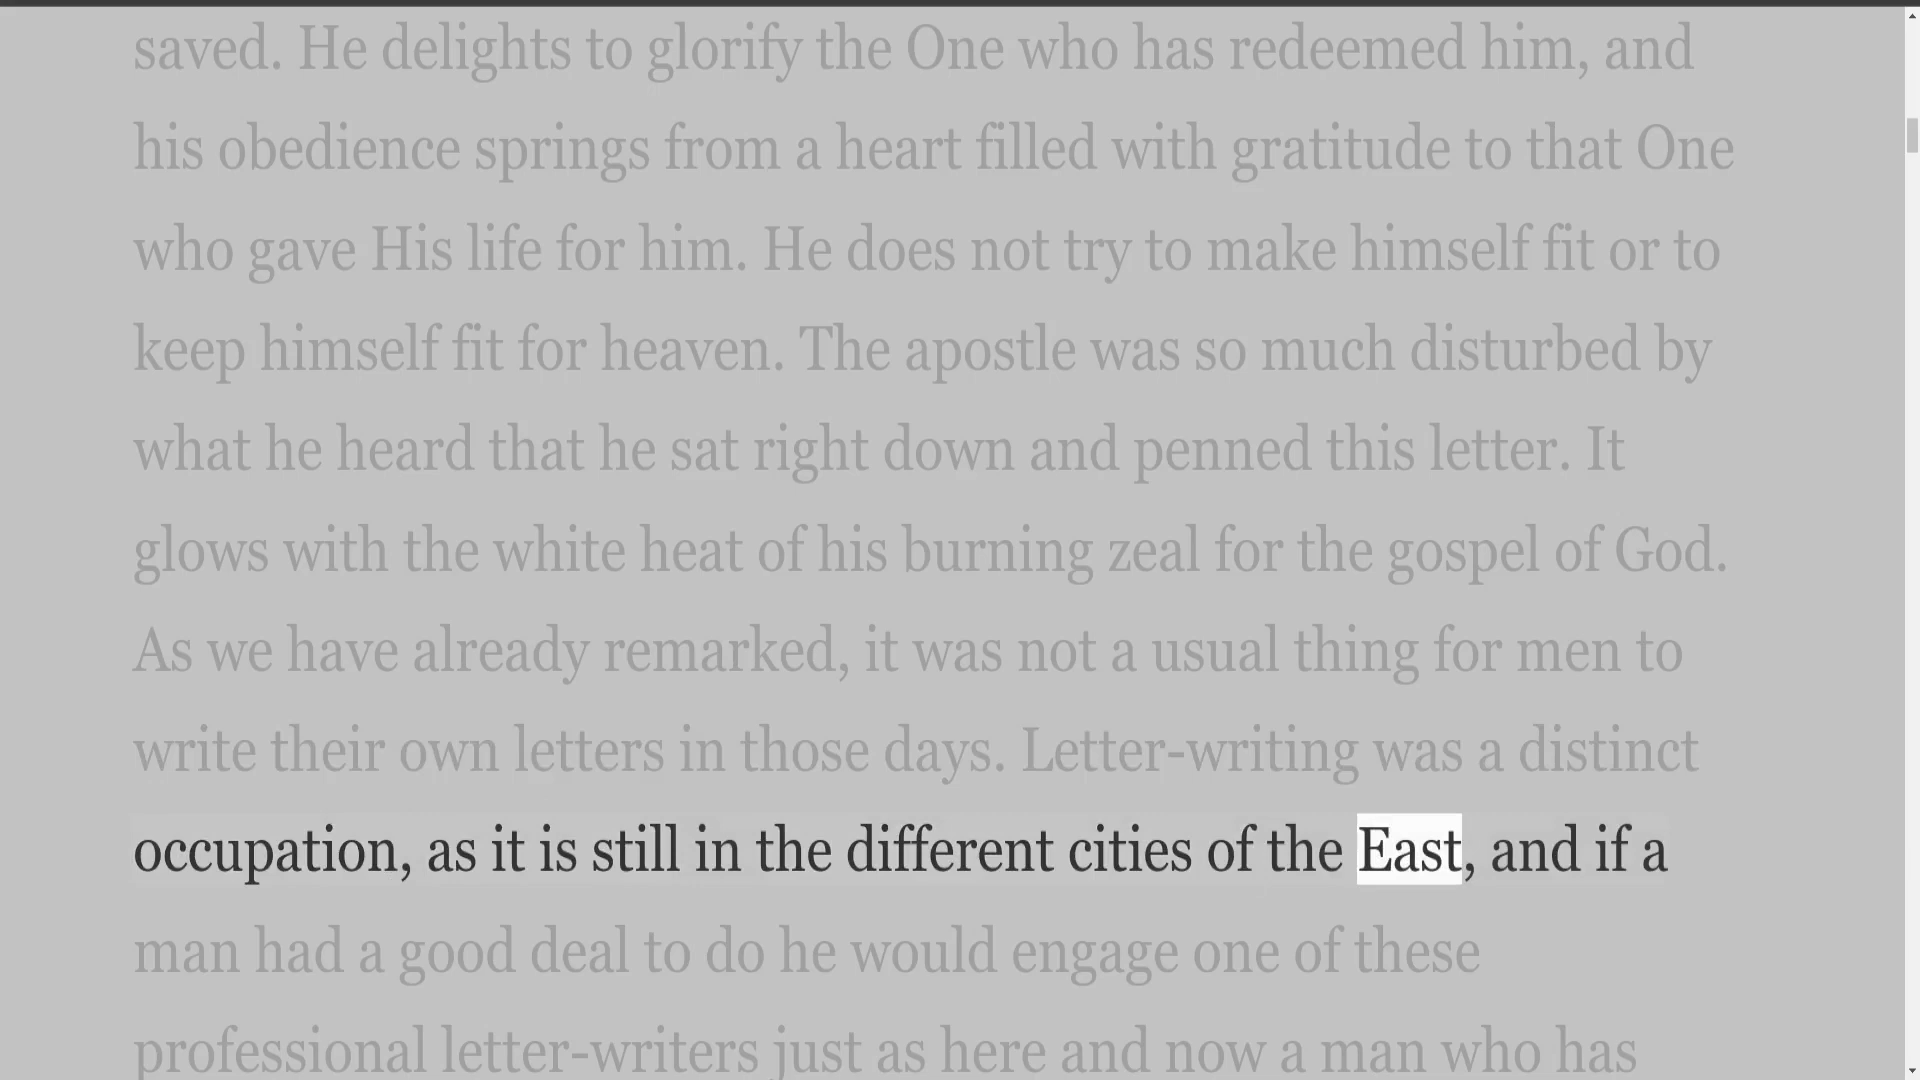 saved. He delights to glorify the One who has redeemed him, and
his obedience springs from a heart filled with gratitude to that One
who gave His life for him. He does not try to make himself fit or to
keep himself fit for heaven. The apostle was so much disturbed by
what he heard that he sat right down and penned this letter. It
glows with the white heat of his burning zeal for the gospel of God.
As we have already remarked, it was not a usual thing for men to
write their own letters in those days. Letter-writing was a distinct
occupation, as it is still in the different cities of the East, and if a
man had a good deal to do he would engage one of these
professional letter-writers just as here and now a man who has